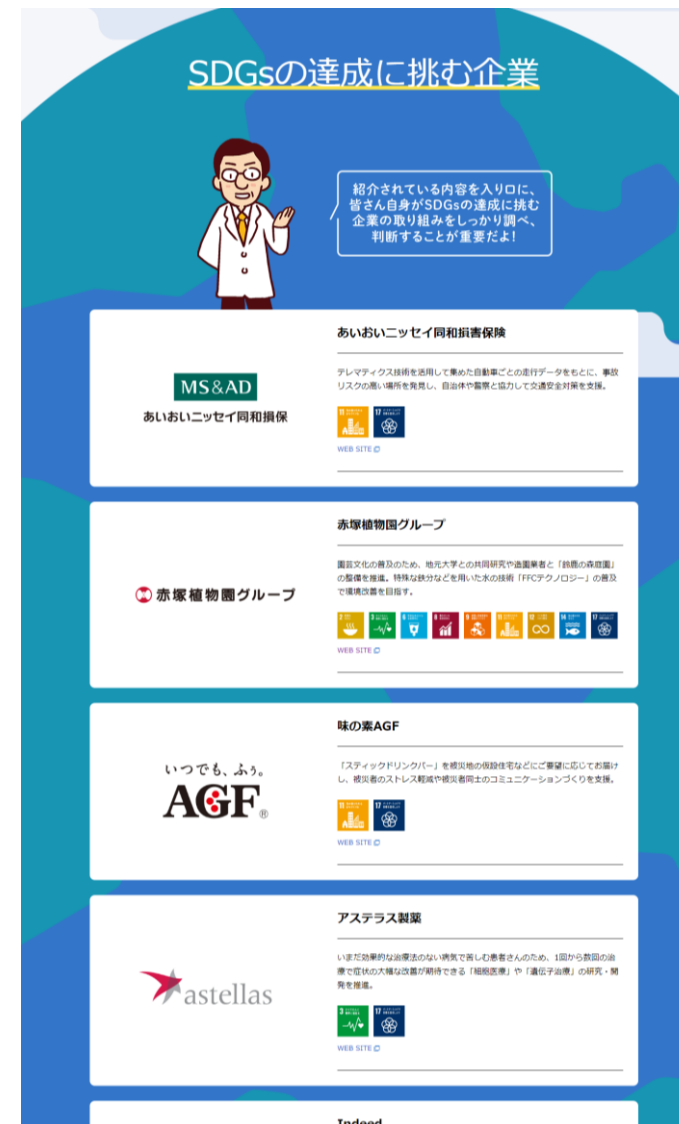 SDGsの達成に挑む企業
紹介されている内容を入り口に、
皆さん自身がSDGsの達成に挑む
企業の取り組みをしっかり調べ、
判断することが重要だよ!
MS&AD
あいおいニッセイ同和損保
あいおいニッセイ同和損害保険
テレマティクス技術を活用して集めた自動車ごとの走行データをもとに、事故
リスクの高い場所を発見し、自治体や警察と協力して交通安全対策を支援。
11
17
WEB SITE
赤塚植物園グループ
赤塚植物園グループ
園芸文化の普及のため、地元大学との共同研究や造園業者と「鈴鹿の森庭園」
の整備を推進。特殊な鉄分などを用いた水の技術「FFCテクノロジー」の普及
で環境改善を目指す。
2
3
6
8
9
11
12
14
17
WEB SITE
いつでも、ふぅ。
AGF®
味の素AGF
「スティックドリンクバー」を被災地の仮設住宅などにご要望に応じてお届け
し、被災者のストレス軽減や被災者同士のコミュニケーションづくりを支援。
11
17
WEB SITE
astellas
アステラス製薬
いまだ効果的な治療法のない病気で苦しむ患者さんのため、1回から数回の治
療で症状の大幅な改善が期待できる「細胞医療」や「遺伝子治療」の研究・開
発を推進。
3
17
WEB SITE
Indeed